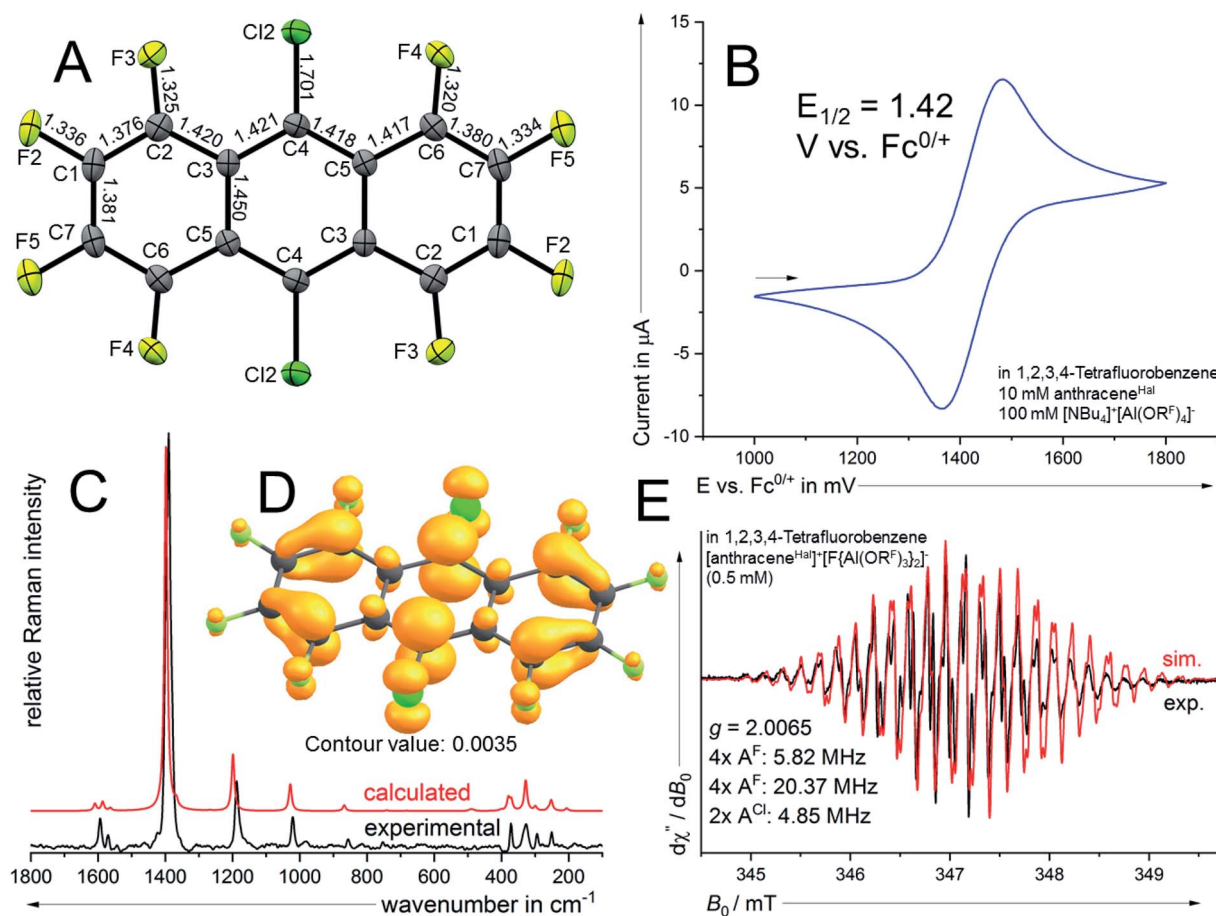 A
Cl2
F3
F4
1.701
1.325
1.320
1.336
1.376
1.420
1.421
1.418
1.417
1.380
1.334
F2
C2
C4
C6
F5
C1
C3
C5
C7
1.381
1.450
C7
C5
C3
C1
F5
C6
C4
C2
F2
F4
Cl2
F3
B
E1/2 = 1.42
V vs. Fc0/+
15
10
5
0
-5
-10
Current in µA
in 1,2,3,4-Tetrafluorobenzene
10 mM anthraceneHal
100 mM [NBu4]+[Al(ORF)4]-
1000
1200
1400
1600
1800
E vs. Fc0/+ in mV
C
relative Raman intensity
calculated
experimental
1800
1600
1400
1200
1000
800
600
400
200
wavenumber in cm-1
D
Contour value: 0.0035
E
in 1,2,3,4-Tetrafluorobenzene
[anthraceneHal]+[F{Al(ORF)3}2]-
(0.5 mM)
sim.
exp.
g = 2.0065
4x AF: 5.82 MHz
4x AF: 20.37 MHz
2x ACl: 4.85 MHz
dχ" / dB0
345
346
347
348
349
B0 / mT